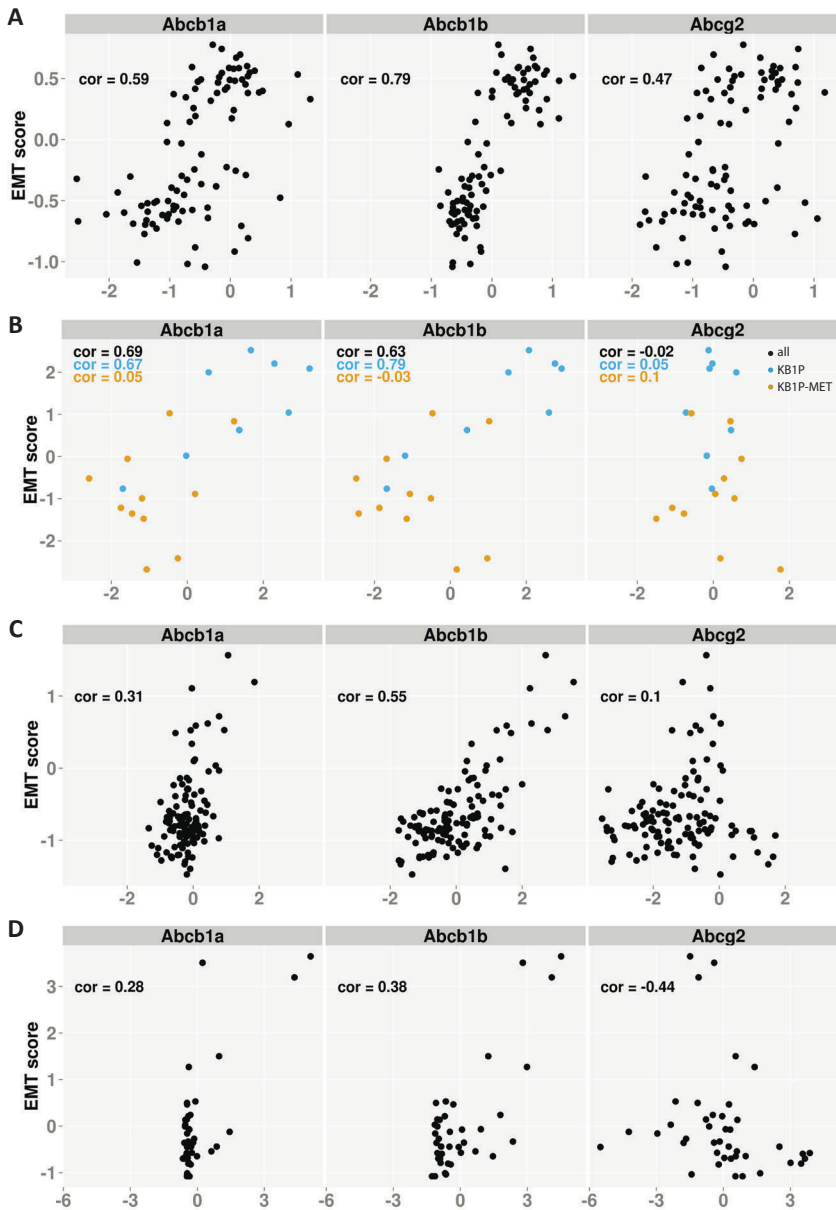 A
Abcb1a Abcb1b Abcg2
cor = 0.59 cor = 0.79 cor = 0.47
EMT score
0.5
0.0
-0.5
-1.0
-2 -1 0 1 -2 -1 0 1 -2 -1 0 1
B
Abcb1a Abcb1b Abcg2
cor = 0.69 cor = 0.63 cor = -0.02 all
cor = 0.67 cor = 0.79 cor = 0.05 KB1P
cor = 0.05 cor = -0.03 cor = 0.1 KB1P-MET
EMT score
2
1
0
-1
-2
-2 0 2 -2 0 2 -2 0 2
C
Abcb1a Abcb1b Abcg2
cor = 0.31 cor = 0.55 cor = 0.1
EMT score
1
0
-1
-2 0 2 -2 0 2 -2 0 2
D
Abcb1a Abcb1b Abcg2
cor = 0.28 cor = 0.38 cor = -0.44
EMT score
3
2
1
0
-1
-6 -3 0 3 -6 -3 0 3 -6 -3 0 3